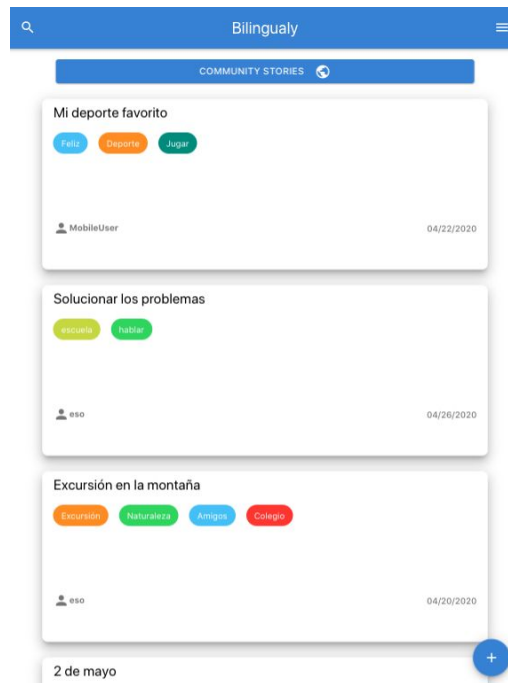 Bilingualy
COMMUNITY STORIES
Mi deporte favorito
Feliz Deporte Jugar
MobileUser 04/22/2020
Solucionar los problemas
escuela hablar
eso 04/26/2020
Excursión en la montaña
Excursión Naturaleza Amigos Colegio
eso 04/20/2020
+
2 de mayo